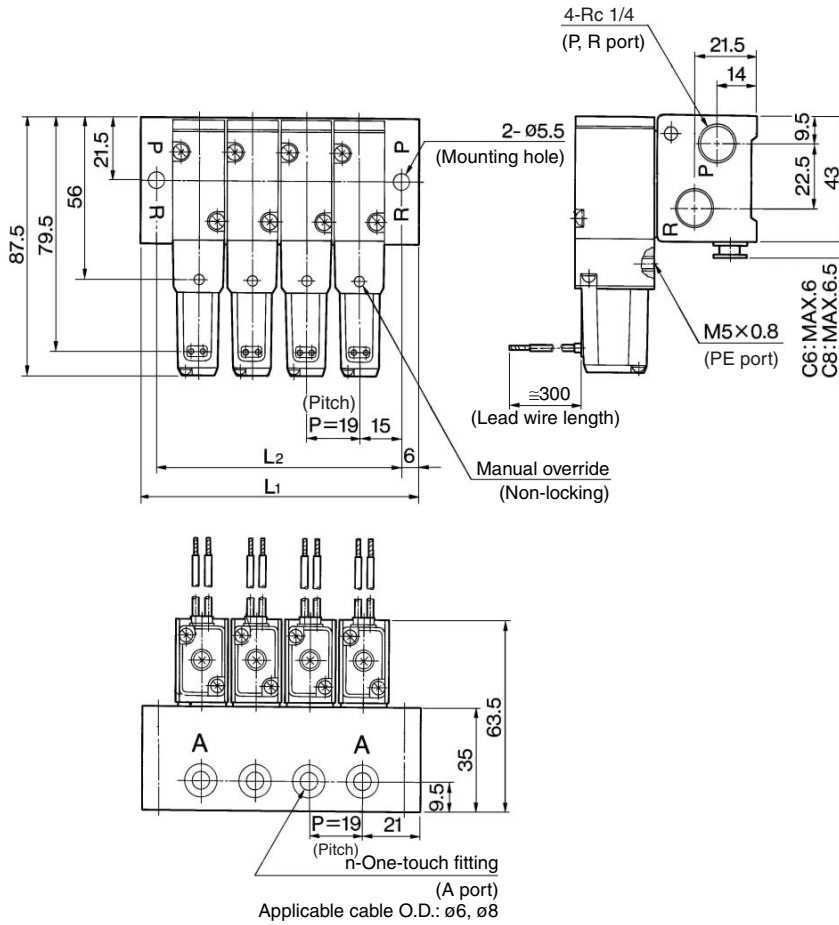 4-Rc 1/4
(P, R port)
21.5
14
9.5
22.5
43
P
R
C6:MAX.6
C8:MAX.6.5
M5×0.8
(PE port)
≅300
(Lead wire length)
2- ø5.5
(Mounting hole)
P
R
P
R
21.5
56
79.5
87.5
(Pitch)
P=19
15
L2
6
L1
Manual override
(Non-locking)
A
A
63.5
35
9.5
P=19
21
(Pitch)
n-One-touch fitting
(A port)
Applicable cable O.D.: ø6, ø8